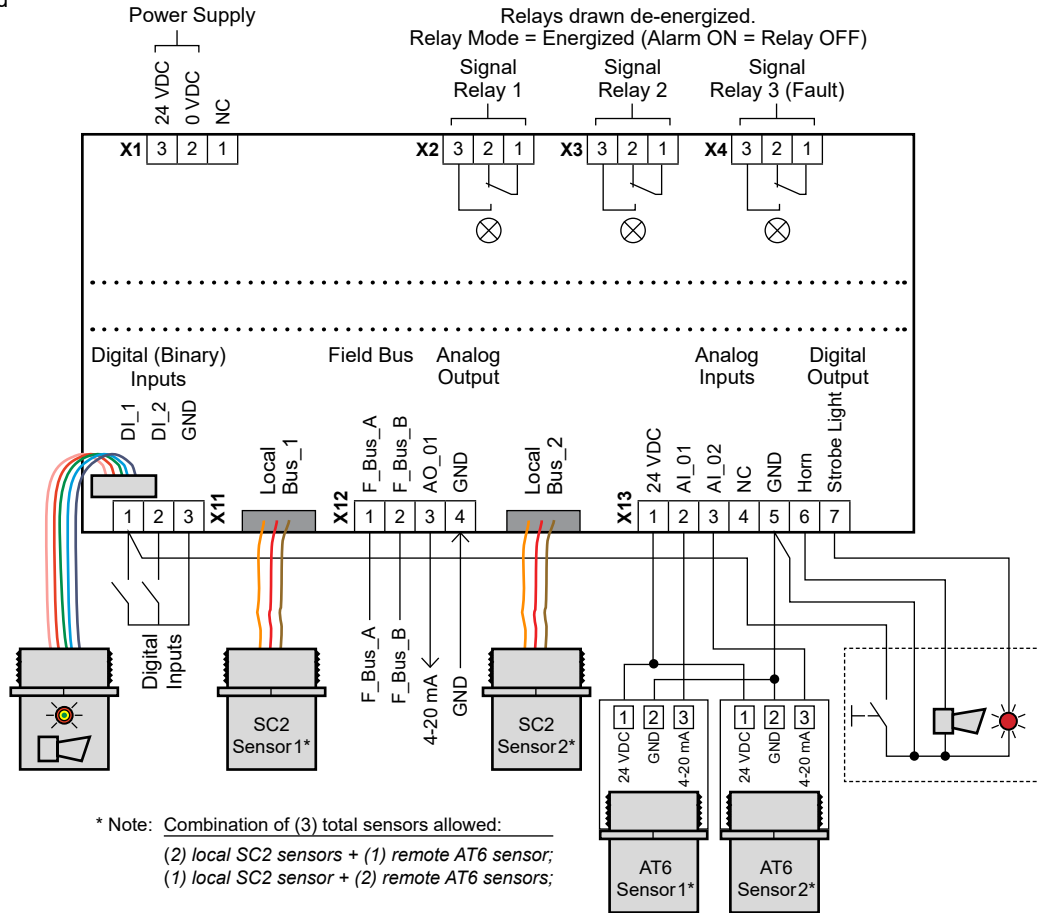 Power Supply
24 VDC
0 VDC
NC
Relays drawn de-energized.
Relay Mode = Energized (Alarm ON = Relay OFF)
Signal
Relay 1
Signal
Relay 2
Signal
Relay 3 (Fault)
X1 3 2 1
X2 3 2 1
X3 3 2 1
X4 3 2 1
Digital (Binary)
Inputs
DI_1
DI_2
GND
Field Bus
Analog
Output
Analog
Inputs
Digital
Output
Local
Bus_1
F_Bus_A
F_Bus_B
AO_01
GND
Local
Bus_2
24 VDC
AI_01
AI_02
NC
GND
Horn
Strobe Light
1 2 3 X11
X12 1 2 3 4
X13 1 2 3 4 5 6 7
Digital
Inputs
F_Bus_A
F_Bus_B
4-20 mA
GND
SC2
Sensor1*
SC2
Sensor2*
1 2 3
24 VDC
GND
4-20 mA
1 2 3
24 VDC
GND
4-20 mA
AT6
Sensor1*
AT6
Sensor2*
* Note: Combination of (3) total sensors allowed:
(2) local SC2 sensors + (1) remote AT6 sensor;
(1) local SC2 sensor + (2) remote AT6 sensors;